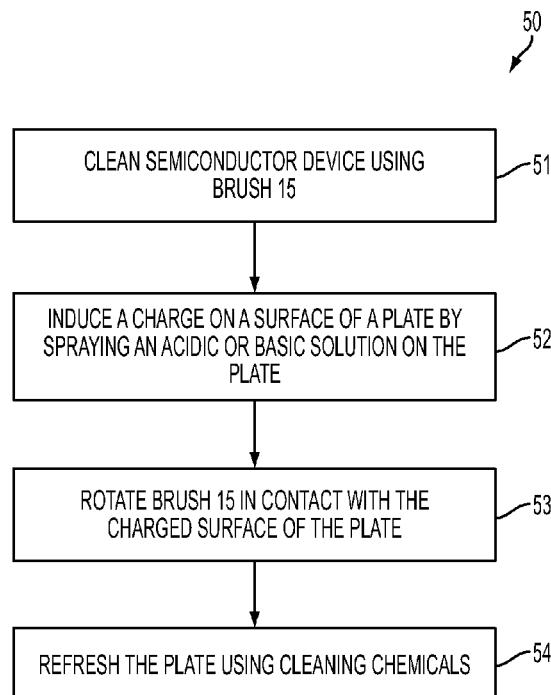 50
CLEAN SEMICONDUCTOR DEVICE USING
BRUSH 15
51
INDUCE A CHARGE ON A SURFACE OF A PLATE BY
SPRAYING AN ACIDIC OR BASIC SOLUTION ON THE
PLATE
52
ROTATE BRUSH 15 IN CONTACT WITH THE
CHARGED SURFACE OF THE PLATE
53
REFRESH THE PLATE USING CLEANING CHEMICALS
54